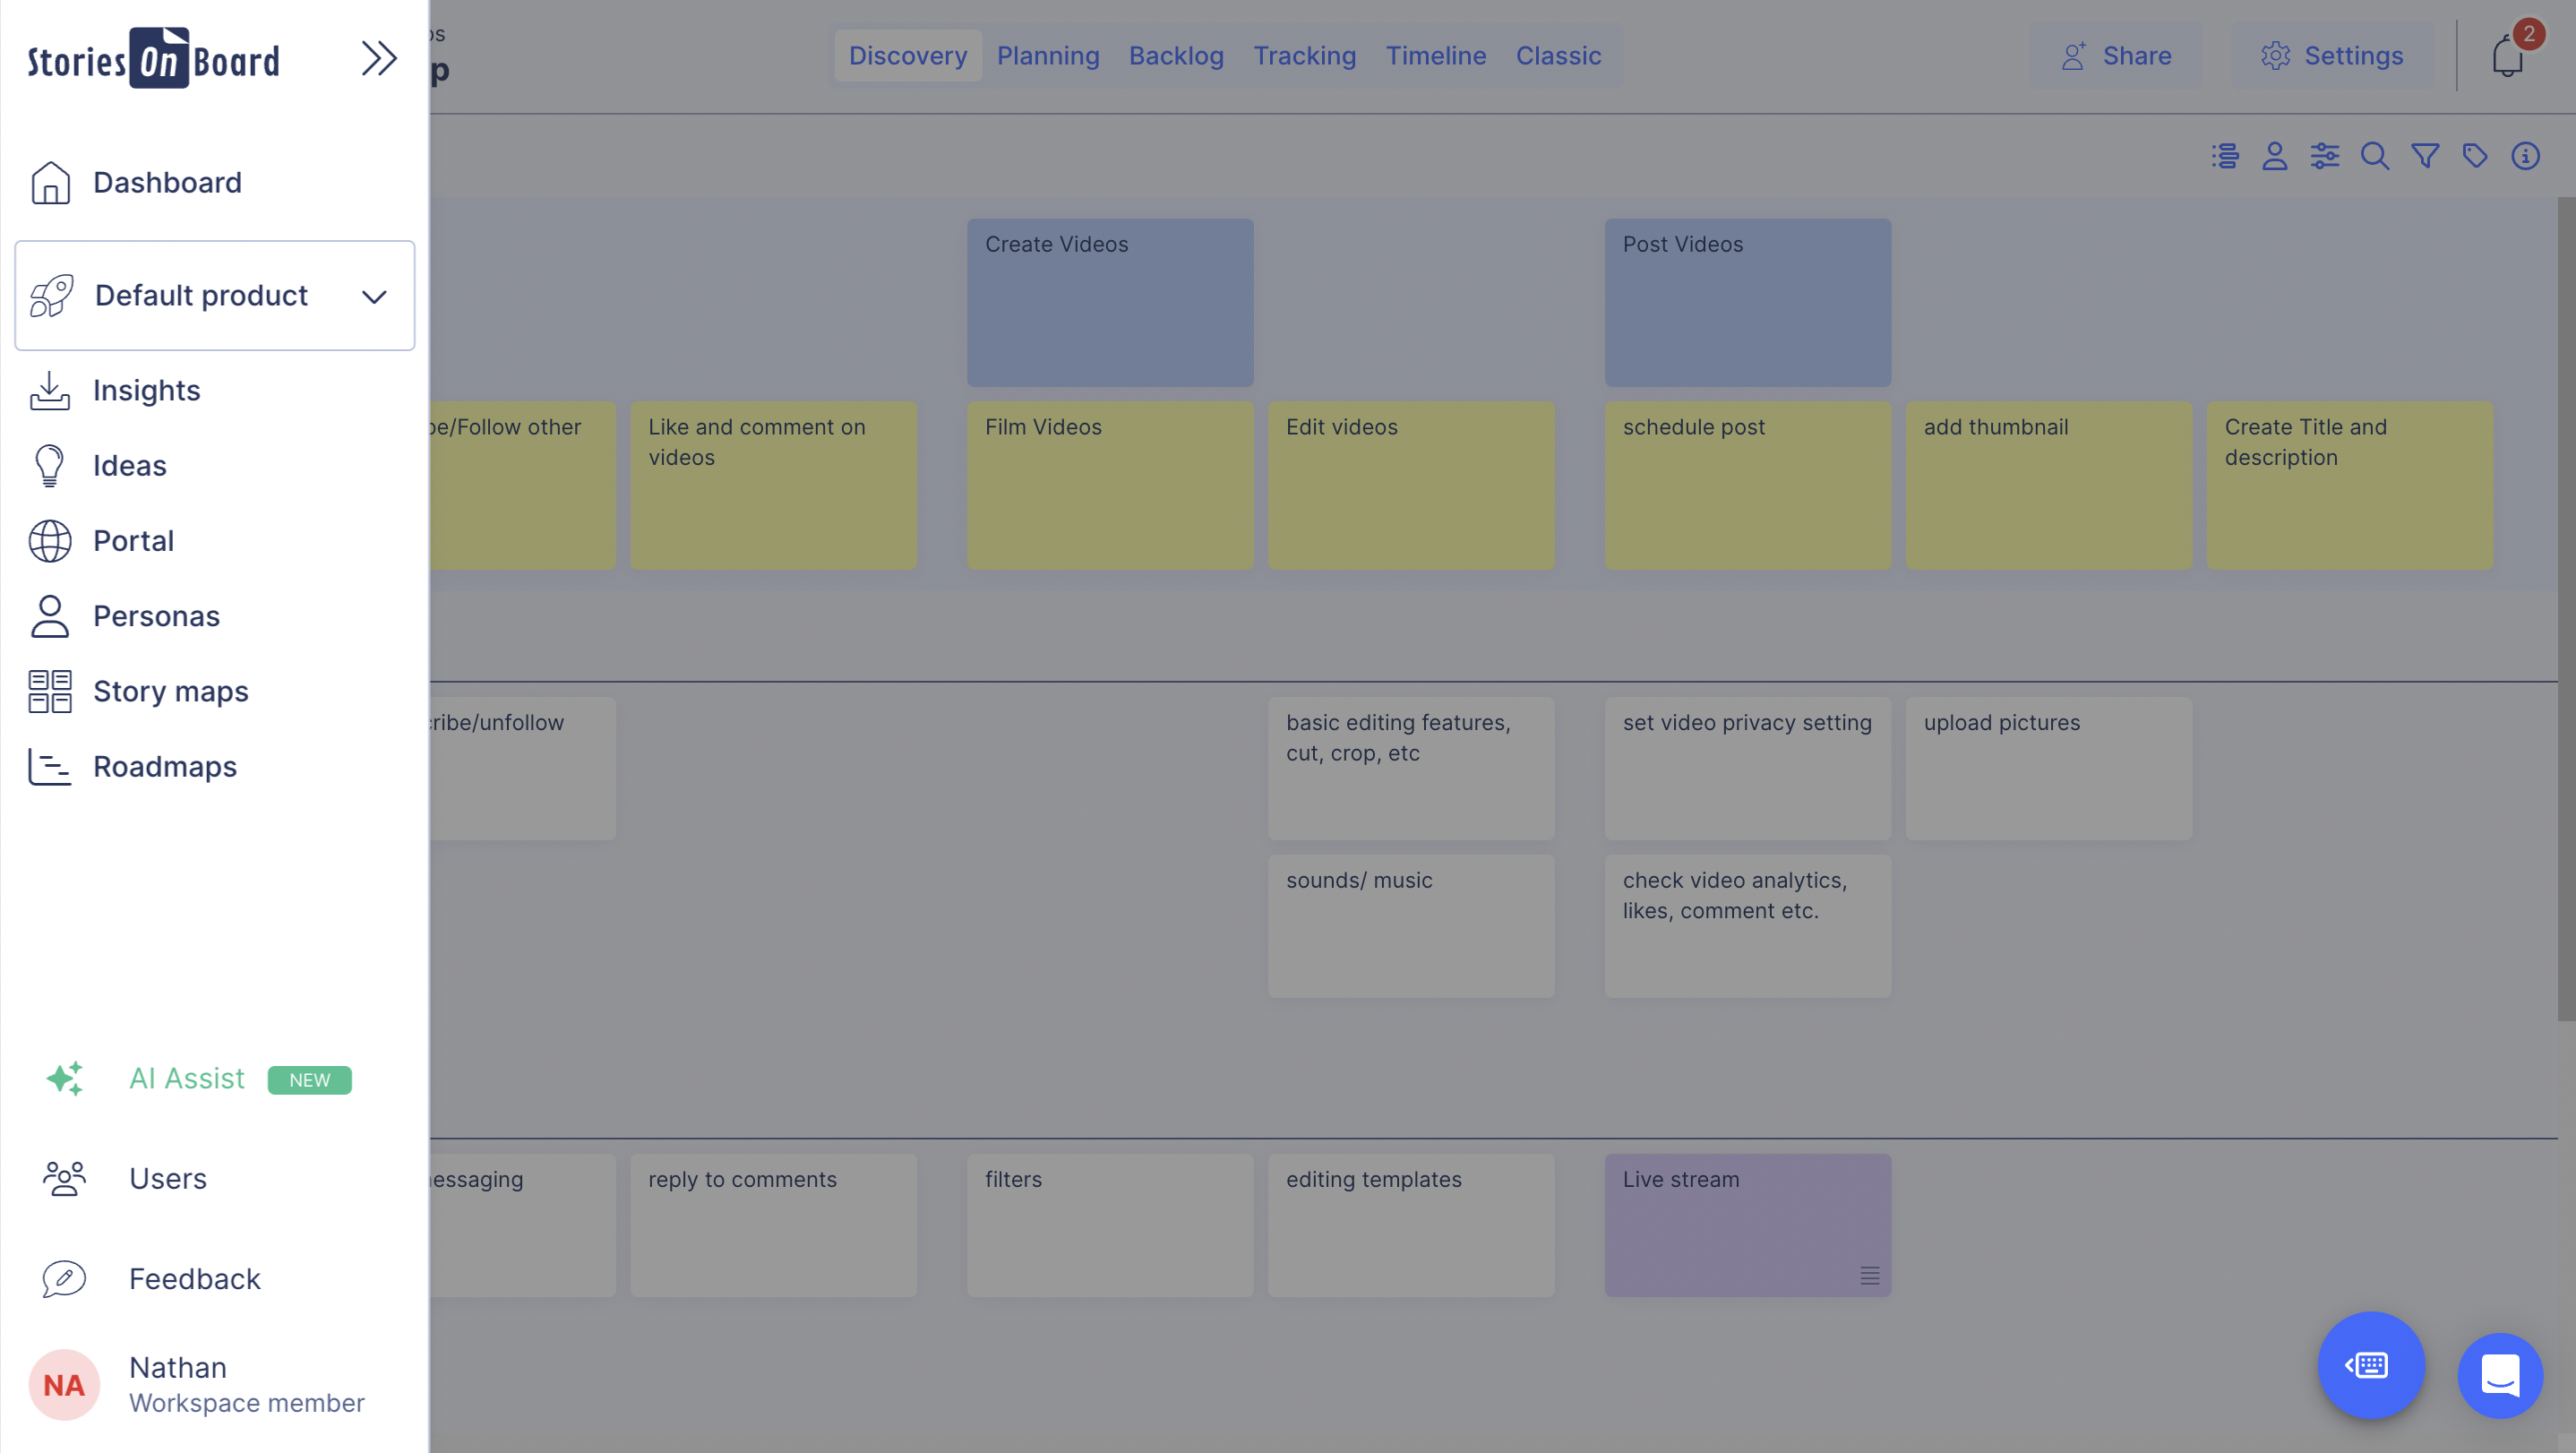 Stories On Board
Dashboard
Default product
Insights
Ideas
Portal
Personas
Story maps
Roadmaps
AI Assist NEW
Users
Feedback
NA
Nathan
Workspace member
Discovery Planning Backlog Tracking Timeline Classic
Share
Settings
2
Create Videos
Post Videos
be/Follow other
Like and comment on
videos
Film Videos
Edit videos
schedule post
add thumbnail
Create Title and
description
cribe/unfollow
basic editing features,
cut, crop, etc
set video privacy setting
upload pictures
sounds/ music
check video analytics,
likes, comment etc.
essaging
reply to comments
filters
editing templates
Live stream